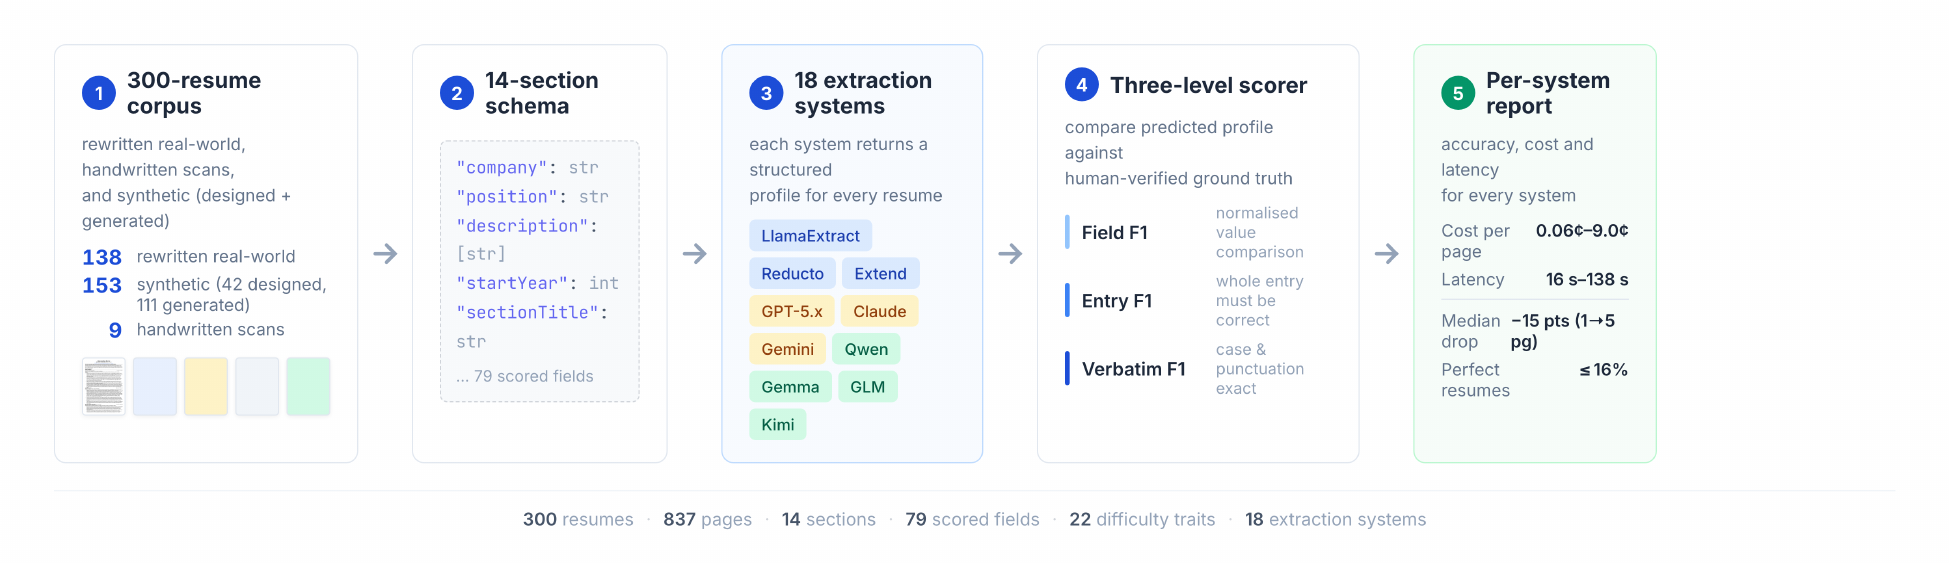 1 300-resume
corpus
rewritten real-world,
handwritten scans,
and synthetic (designed +
generated)
138 rewritten real-world
153 synthetic (42 designed,
111 generated)
9 handwritten scans
2 14-section
schema
"company": str
"position": str
"description":
[str]
"startYear": int
"sectionTitle":
str
... 79 scored fields
3 18 extraction
systems
each system returns a
structured
profile for every resume
LlamaExtract
Reducto Extend
GPT-5.x Claude
Gemini Qwen
Gemma GLM
Kimi
4 Three-level scorer
compare predicted profile
against
human-verified ground truth
Field F1 normalised
value
comparison
Entry F1 whole entry
must be
correct
Verbatim F1 case &
punctuation
exact
5 Per-system
report
accuracy, cost and
latency
for every system
Cost per
page 0.06¢–9.0¢
Latency 16 s–138 s
Median
drop −15 pts (1→5
pg)
Perfect
resumes ≤16%
300 resumes · 837 pages · 14 sections · 79 scored fields · 22 difficulty traits · 18 extraction systems